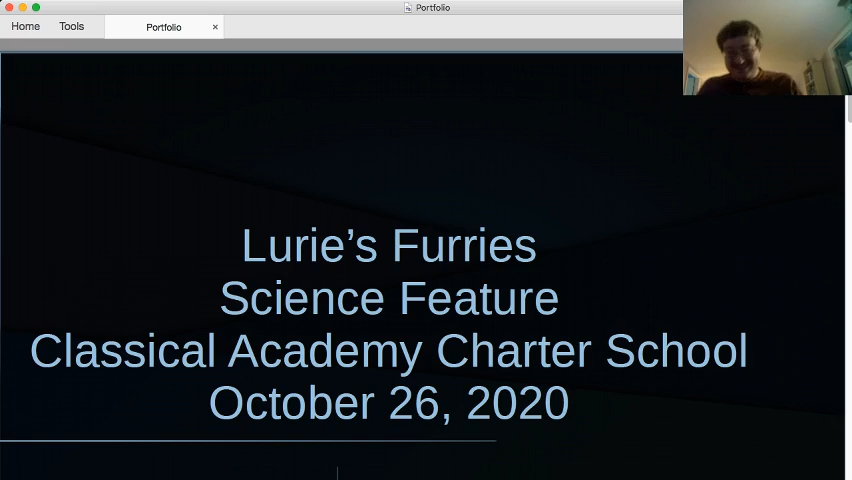 Portfolio
Home Tools Portfolio ×
Lurie’s Furries
Science Feature
Classical Academy Charter School
October 26, 2020